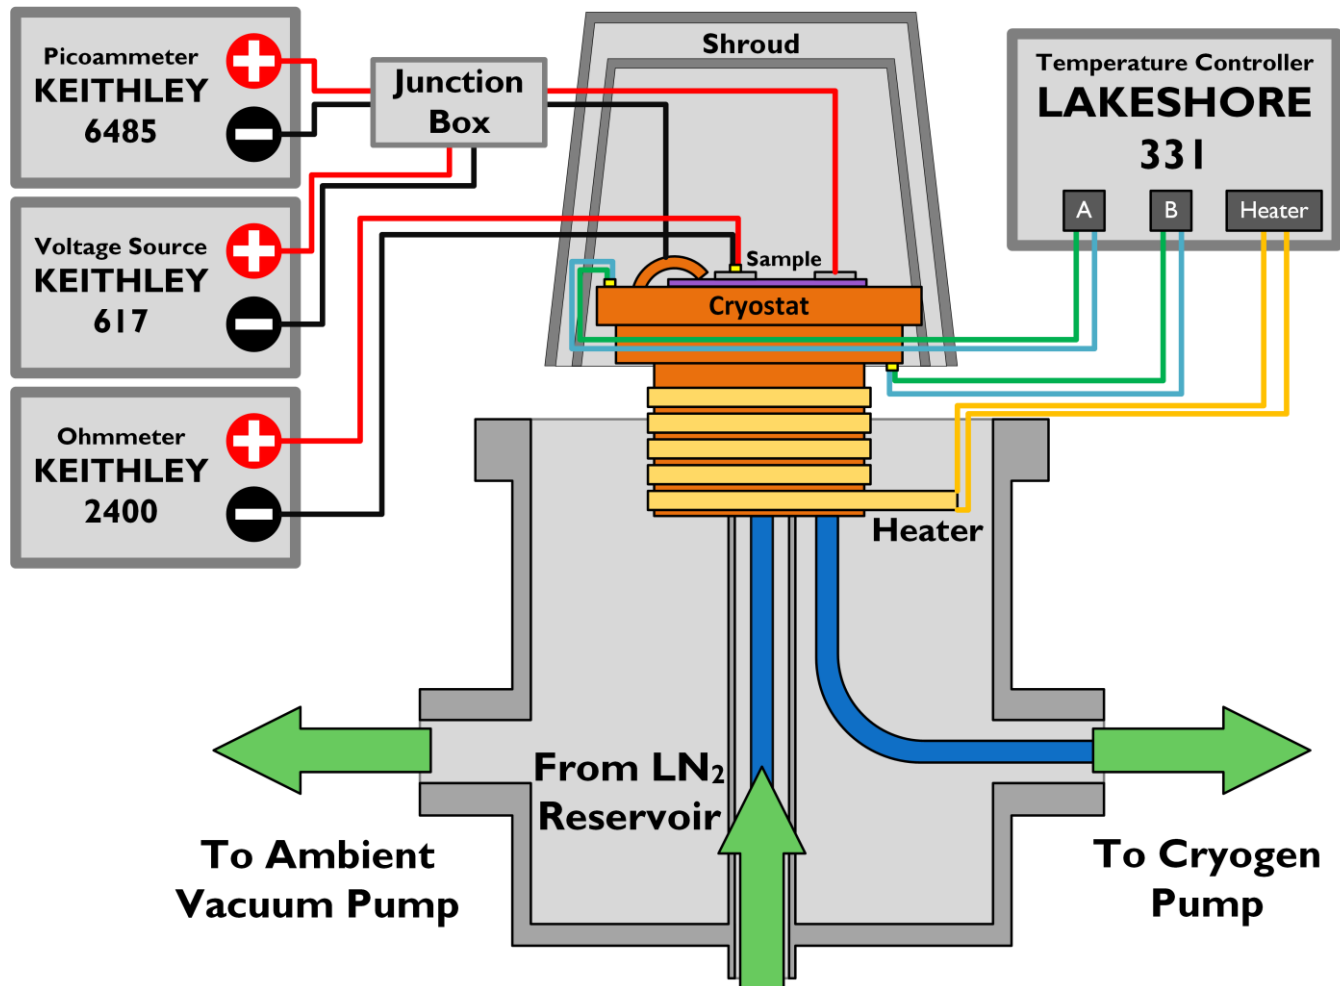 Picoammeter
KEITHLEY
6485
Voltage Source
KEITHLEY
617
Ohmmeter
KEITHLEY
2400
Junction
Box
Shroud
Sample
Cryostat
Heater
Temperature Controller
LAKESHORE
331
A B Heater
From LN₂
Reservoir
To Ambient
Vacuum Pump
To Cryogen
Pump